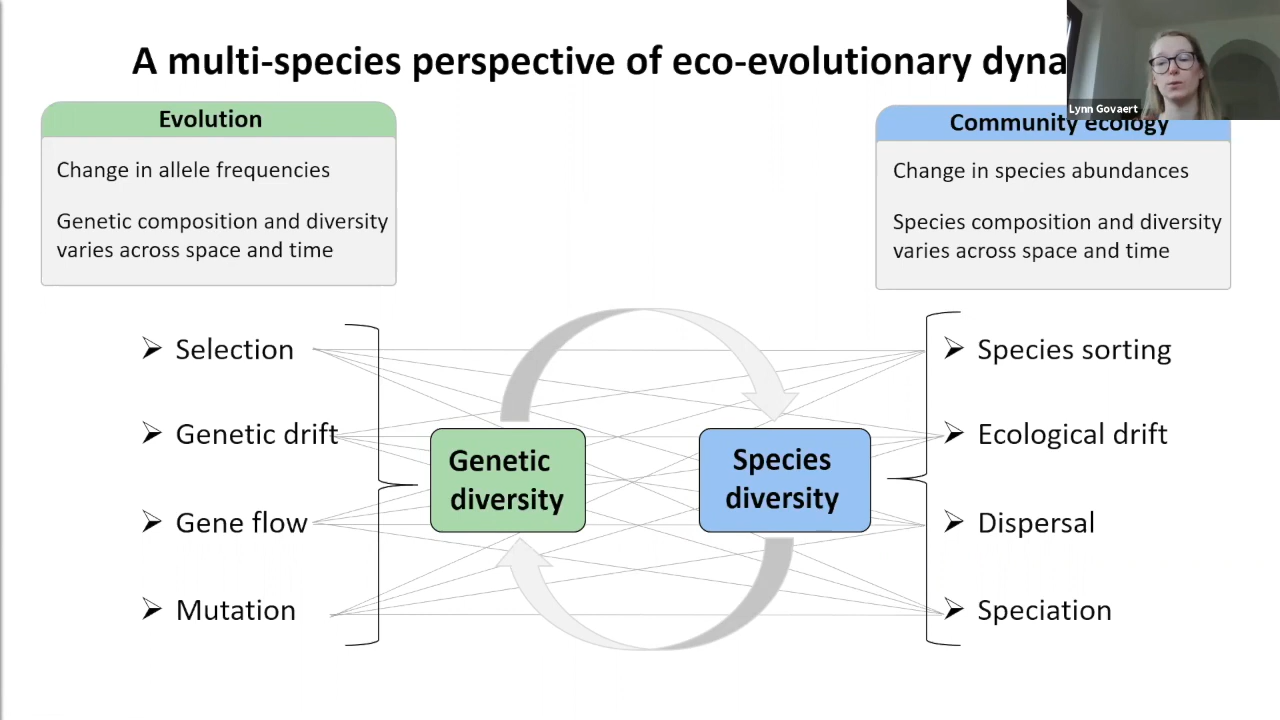 A multi-species perspective of eco-evolutionary
Lynn Govaert
Evolution
Change in allele frequencies
Genetic composition and diversity
varies across space and time
Community ecology
Change in species abundances
Species composition and diversity
varies across space and time
Selection
Genetic drift
Gene flow
Mutation
Genetic
diversity
Species
diversity
Species sorting
Ecological drift
Dispersal
Speciation